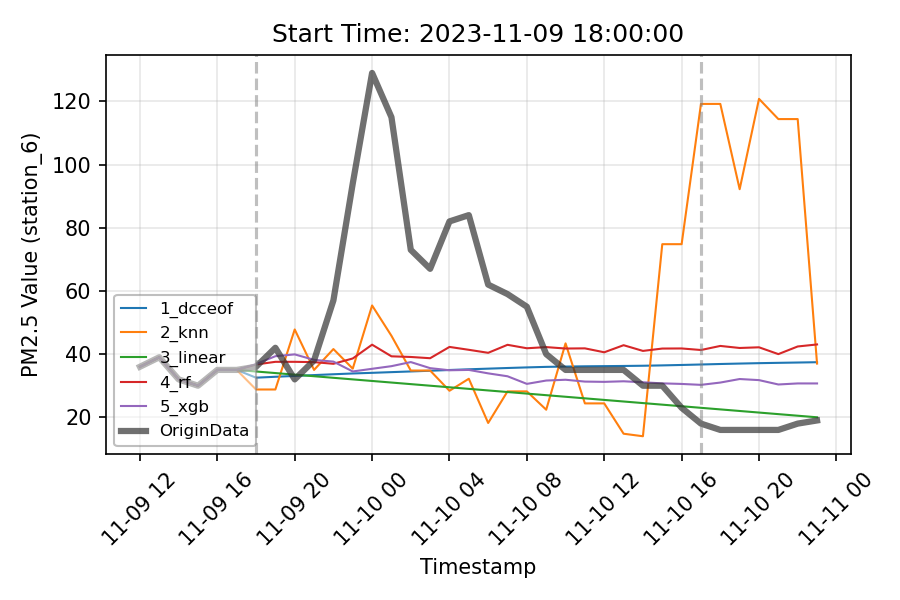 Start Time: 2023-11-09 18:00:00
PM2.5 Value (station_6)
120
100
80
60
40
20
1_dcceof
2_knn
3_linear
4_rf
5_xgb
OriginData
11-09 12
11-09 16
11-09 20
11-10 00
11-10 04
11-10 08
11-10 12
11-10 16
11-10 20
11-11 00
Timestamp